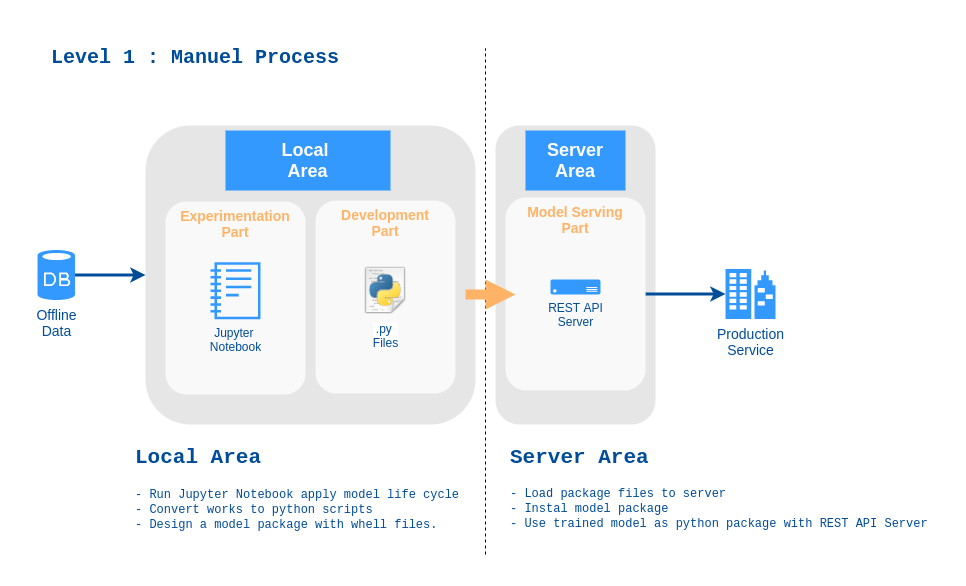 Level 1 : Manuel Process
Local
Area
Server
Area
Experimentation
Part
Development
Part
Model Serving
Part
DB
Offline
Data
Jupyter
Notebook
.py
Files
REST API
Server
Production
Service
Local Area
- Run Jupyter Notebook apply model life cycle
- Convert works to python scripts
- Design a model package with whell files.
Server Area
- Load package files to server
- Instal model package
- Use trained model as python package with REST API Server